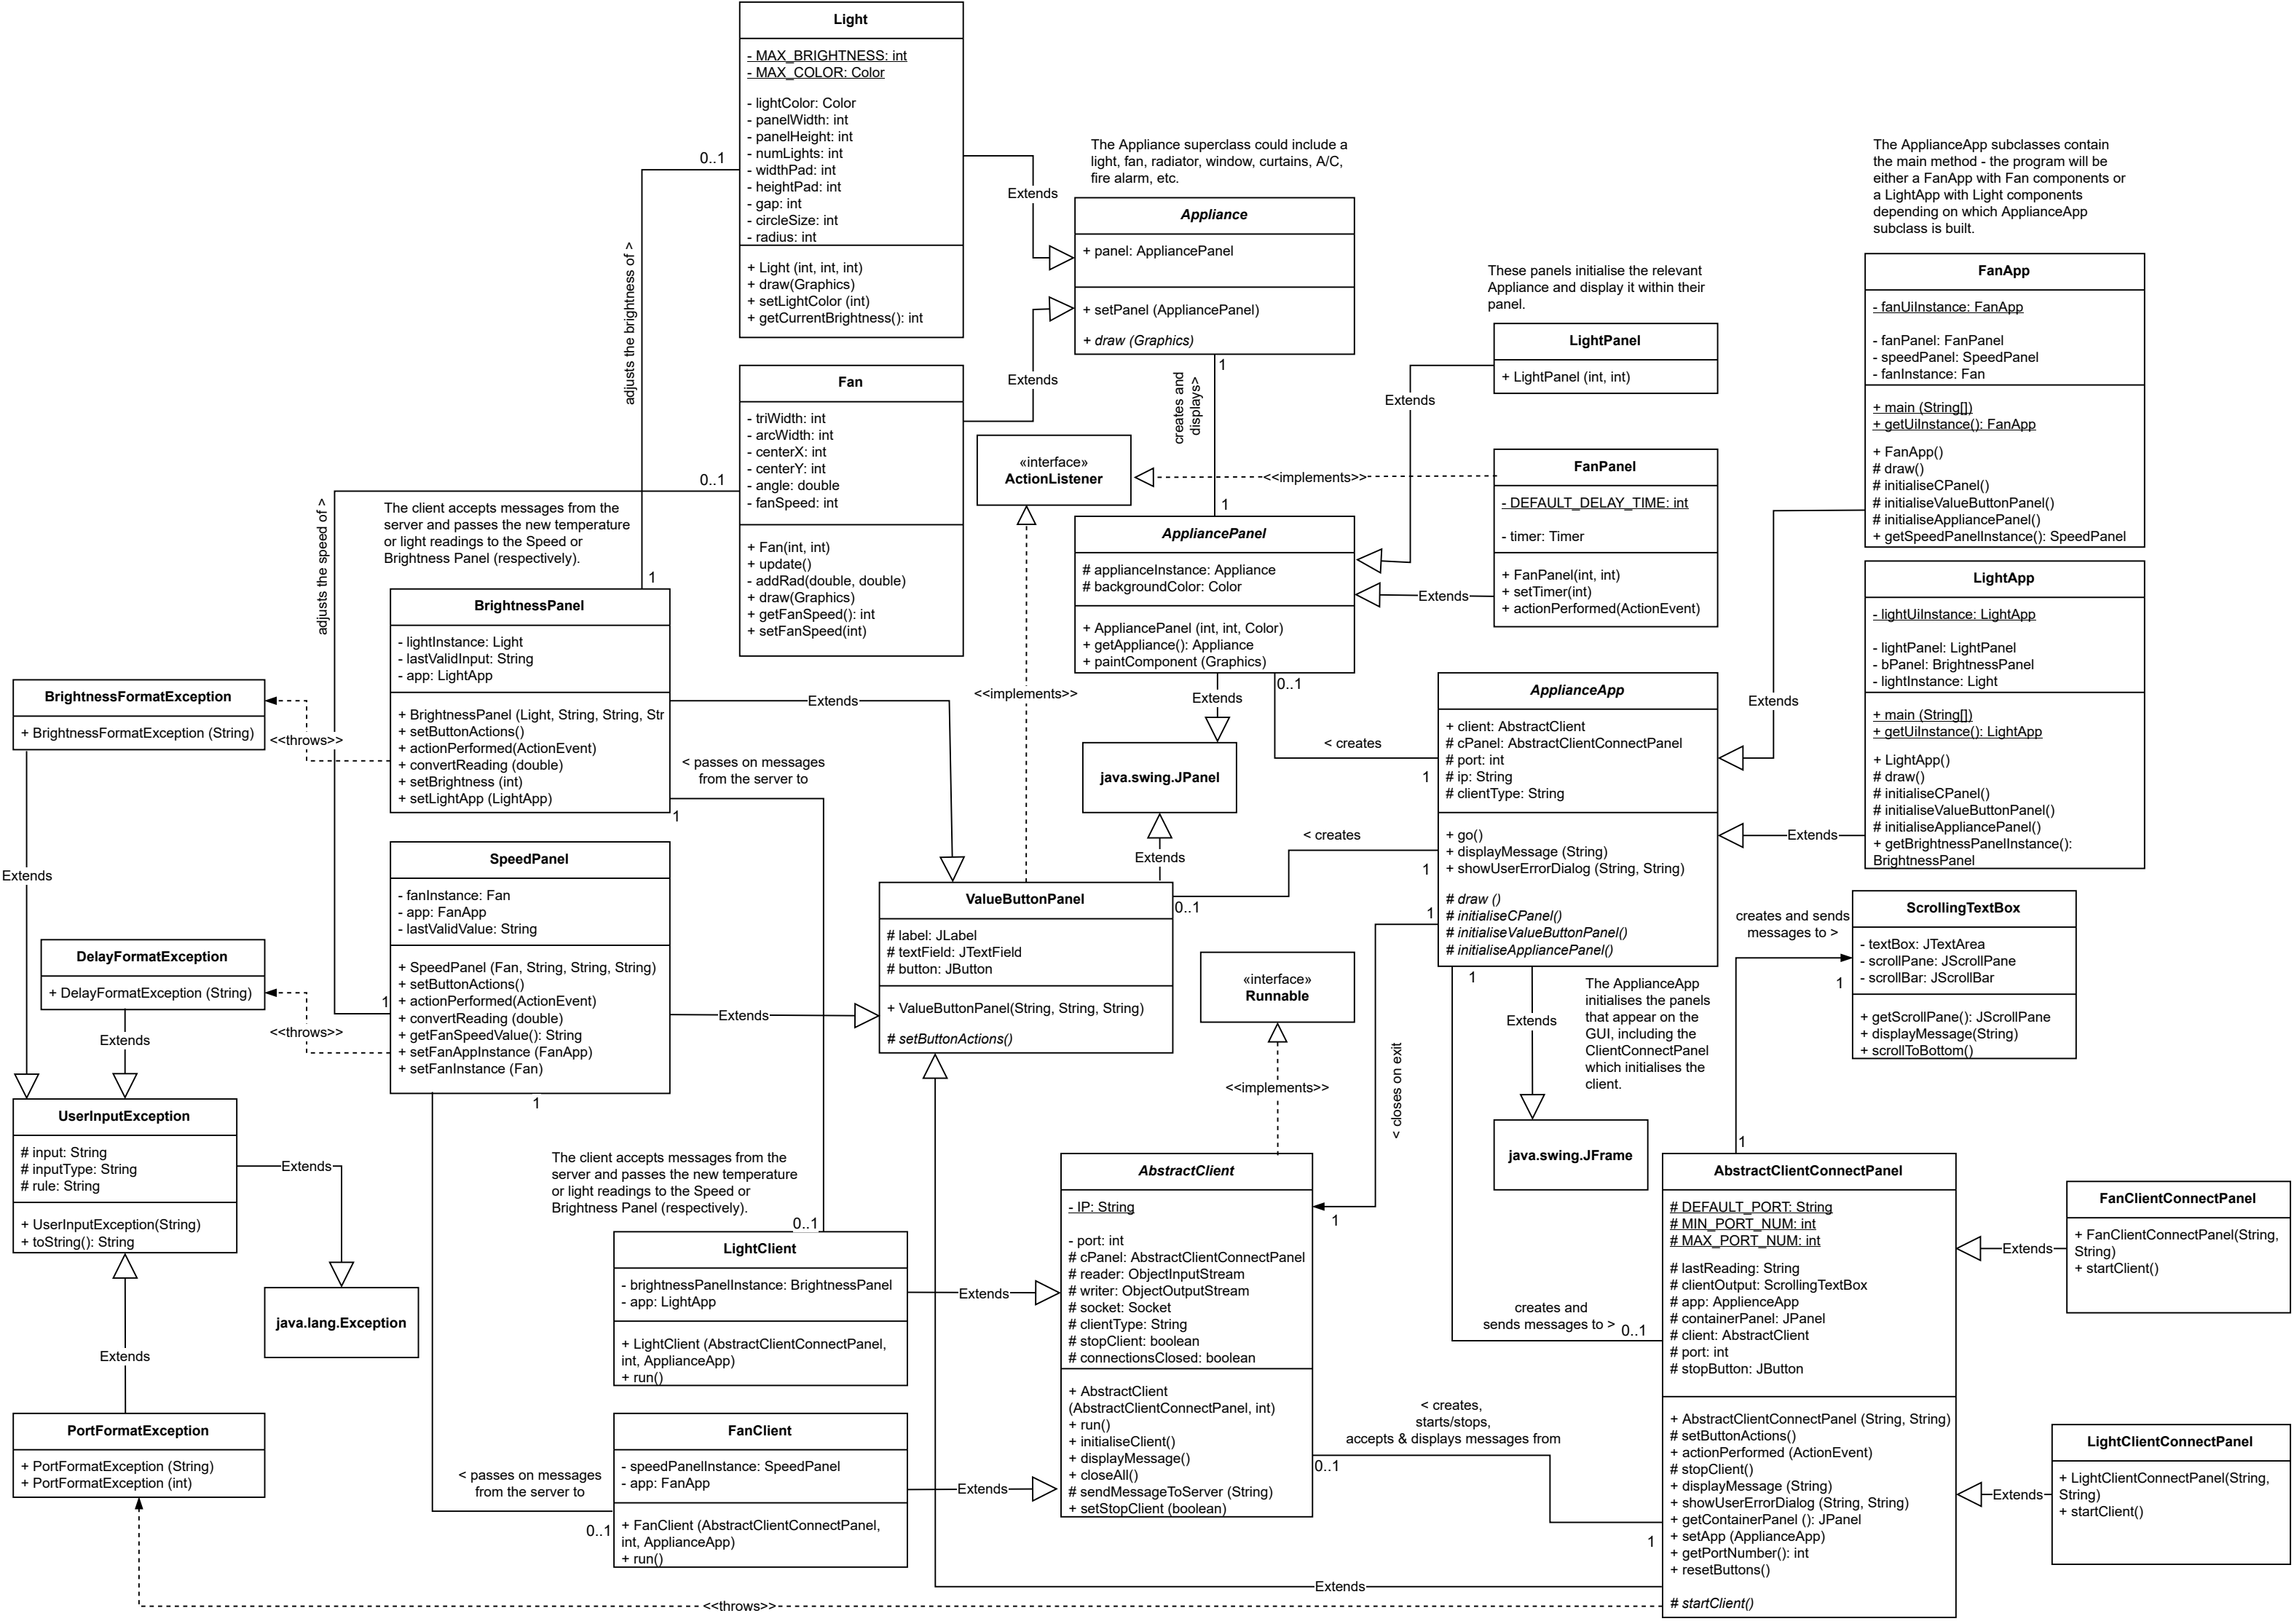 Light
- MAX_BRIGHTNESS: int
- MAX_COLOR: Color
- lightColor: Color
- panelWidth: int
- panelHeight: int
- numLights: int
- widthPad: int
- heightPad: int
- gap: int
- circleSize: int
- radius: int
+ Light (int, int, int)
+ draw(Graphics)
+ setLightColor (int)
+ getCurrentBrightness(): int
0..1
adjusts the brightness of >
1
Extends
The Appliance superclass could include a
light, fan, radiator, window, curtains, A/C,
fire alarm, etc.
Appliance
+ panel: AppliancePanel
+ setPanel (AppliancePanel)
+ draw (Graphics)
1
creates and
displays>
1
The ApplianceApp subclasses contain
the main method - the program will be
either a FanApp with Fan components or
a LightApp with Light components
depending on which ApplianceApp
subclass is built.
FanApp
- fanUiInstance: FanApp
- fanPanel: FanPanel
- speedPanel: SpeedPanel
- fanInstance: Fan
+ main (String[])
+ getUiInstance(): FanApp
+ FanApp()
# draw()
# initialiseCPanel()
# initialiseValueButtonPanel()
# initialiseAppliancePanel()
+ getSpeedPanelInstance(): SpeedPanel
Extends
These panels initialise the relevant
Appliance and display it within their
panel.
LightPanel
+ LightPanel (int, int)
Extends
Fan
- triWidth: int
- arcWidth: int
- centerX: int
- centerY: int
- angle: double
- fanSpeed: int
+ Fan(int, int)
+ update()
- addRad(double, double)
+ draw(Graphics)
+ getFanSpeed(): int
+ setFanSpeed(int)
Extends
0..1
adjusts the speed of >
1
«interface»
ActionListener
<<implements>>
<<implements>>
FanPanel
- DEFAULT_DELAY_TIME: int
- timer: Timer
+ FanPanel(int, int)
+ setTimer(int)
+ actionPerformed(ActionEvent)
Extends
AppliancePanel
# applianceInstance: Appliance
# backgroundColor: Color
+ AppliancePanel (int, int, Color)
+ getAppliance(): Appliance
+ paintComponent (Graphics)
Extends
0..1
< creates
1
java.swing.JPanel
Extends
LightApp
- lightUiInstance: LightApp
- lightPanel: LightPanel
- bPanel: BrightnessPanel
- lightInstance: Light
+ main (String[])
+ getUiInstance(): LightApp
+ LightApp()
# draw()
# initialiseCPanel()
# initialiseValueButtonPanel()
# initialiseAppliancePanel()
+ getBrightnessPanelInstance():
BrightnessPanel
Extends
The client accepts messages from the
server and passes the new temperature
or light readings to the Speed or
Brightness Panel (respectively).
BrightnessPanel
- lightInstance: Light
- lastValidInput: String
- app: LightApp
+ BrightnessPanel (Light, String, String, Str
+ setButtonActions()
+ actionPerformed(ActionEvent)
+ convertReading (double)
+ setBrightness (int)
+ setLightApp (LightApp)
Extends
< passes on messages
from the server to
1
0..1
BrightnessFormatException
+ BrightnessFormatException (String)
<<throws>>
Extends
ApplianceApp
+ client: AbstractClient
# cPanel: AbstractClientConnectPanel
# port: int
# ip: String
# clientType: String
+ go()
+ displayMessage (String)
+ showUserErrorDialog (String, String)
# draw ()
# initialiseCPanel()
# initialiseValueButtonPanel()
# initialiseAppliancePanel()
< creates
1
0..1
1
1
Extends
SpeedPanel
- fanInstance: Fan
- app: FanApp
- lastValidValue: String
+ SpeedPanel (Fan, String, String, String)
+ setButtonActions()
+ actionPerformed(ActionEvent)
+ convertReading (double)
+ getFanSpeedValue(): String
+ setFanAppInstance (FanApp)
+ setFanInstance (Fan)
1
Extends
ValueButtonPanel
# label: JLabel
# textField: JTextField
# button: JButton
+ ValueButtonPanel(String, String, String)
# setButtonActions()
DelayFormatException
+ DelayFormatException (String)
<<throws>>
Extends
creates and sends
messages to >
1
1
ScrollingTextBox
- textBox: JTextArea
- scrollPane: JScrollPane
- scrollBar: JScrollBar
+ getScrollPane(): JScrollPane
+ displayMessage(String)
+ scrollToBottom()
«interface»
Runnable
<<implements>>
< closes on exit
1
The ApplianceApp
initialises the panels
that appear on the
GUI, including the
ClientConnectPanel
which initialises the
client.
java.swing.JFrame
UserInputException
# input: String
# inputType: String
# rule: String
+ UserInputException(String)
+ toString(): String
Extends
java.lang.Exception
Extends
PortFormatException
+ PortFormatException (String)
+ PortFormatException (int)
The client accepts messages from the
server and passes the new temperature
or light readings to the Speed or
Brightness Panel (respectively).
LightClient
- brightnessPanelInstance: BrightnessPanel
- app: LightApp
+ LightClient (AbstractClientConnectPanel,
int, ApplianceApp)
+ run()
Extends
FanClient
- speedPanelInstance: SpeedPanel
- app: FanApp
+ FanClient (AbstractClientConnectPanel,
int, ApplianceApp)
+ run()
Extends
< passes on messages
from the server to
0..1
AbstractClient
- IP: String
- port: int
# cPanel: AbstractClientConnectPanel
# reader: ObjectInputStream
# writer: ObjectOutputStream
# socket: Socket
# clientType: String
# stopClient: boolean
# connectionsClosed: boolean
+ AbstractClient
(AbstractClientConnectPanel, int)
+ run()
+ initialiseClient()
+ displayMessage()
+ closeAll()
# sendMessageToServer (String)
+ setStopClient (boolean)
creates and
sends messages to >
0..1
< creates,
starts/stops,
accepts & displays messages from
0..1
1
AbstractClientConnectPanel
# DEFAULT_PORT: String
# MIN_PORT_NUM: int
# MAX_PORT_NUM: int
# lastReading: String
# clientOutput: ScrollingTextBox
# app: ApplienceApp
# containerPanel: JPanel
# client: AbstractClient
# port: int
# stopButton: JButton
+ AbstractClientConnectPanel (String, String)
# setButtonActions()
+ actionPerformed (ActionEvent)
# stopClient()
+ displayMessage (String)
+ showUserErrorDialog (String, String)
+ getContainerPanel (): JPanel
+ setApp (ApplianceApp)
+ getPortNumber(): int
+ resetButtons()
# startClient()
Extends
FanClientConnectPanel
+ FanClientConnectPanel(String,
String)
+ startClient()
Extends
LightClientConnectPanel
+ LightClientConnectPanel(String,
String)
+ startClient()
Extends
<<throws>>